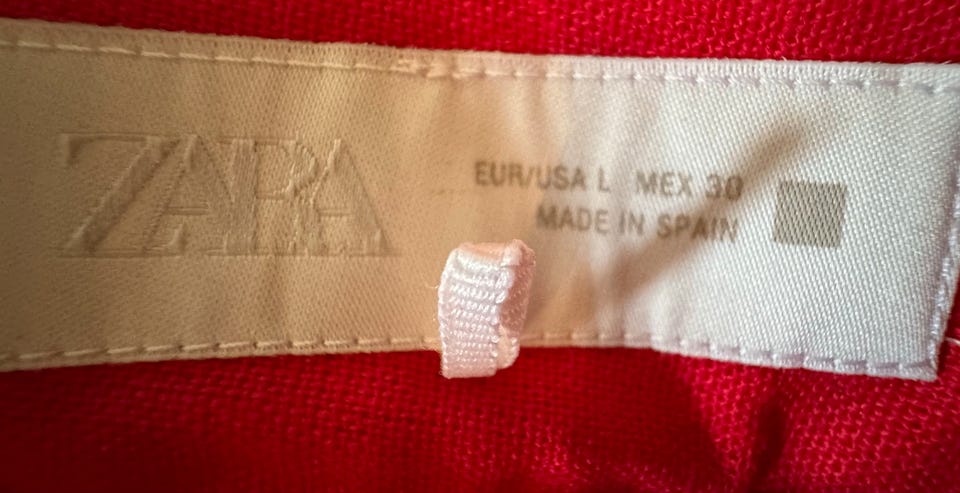 ZARA
EUR/USA L MEX 30
MADE IN SPAIN